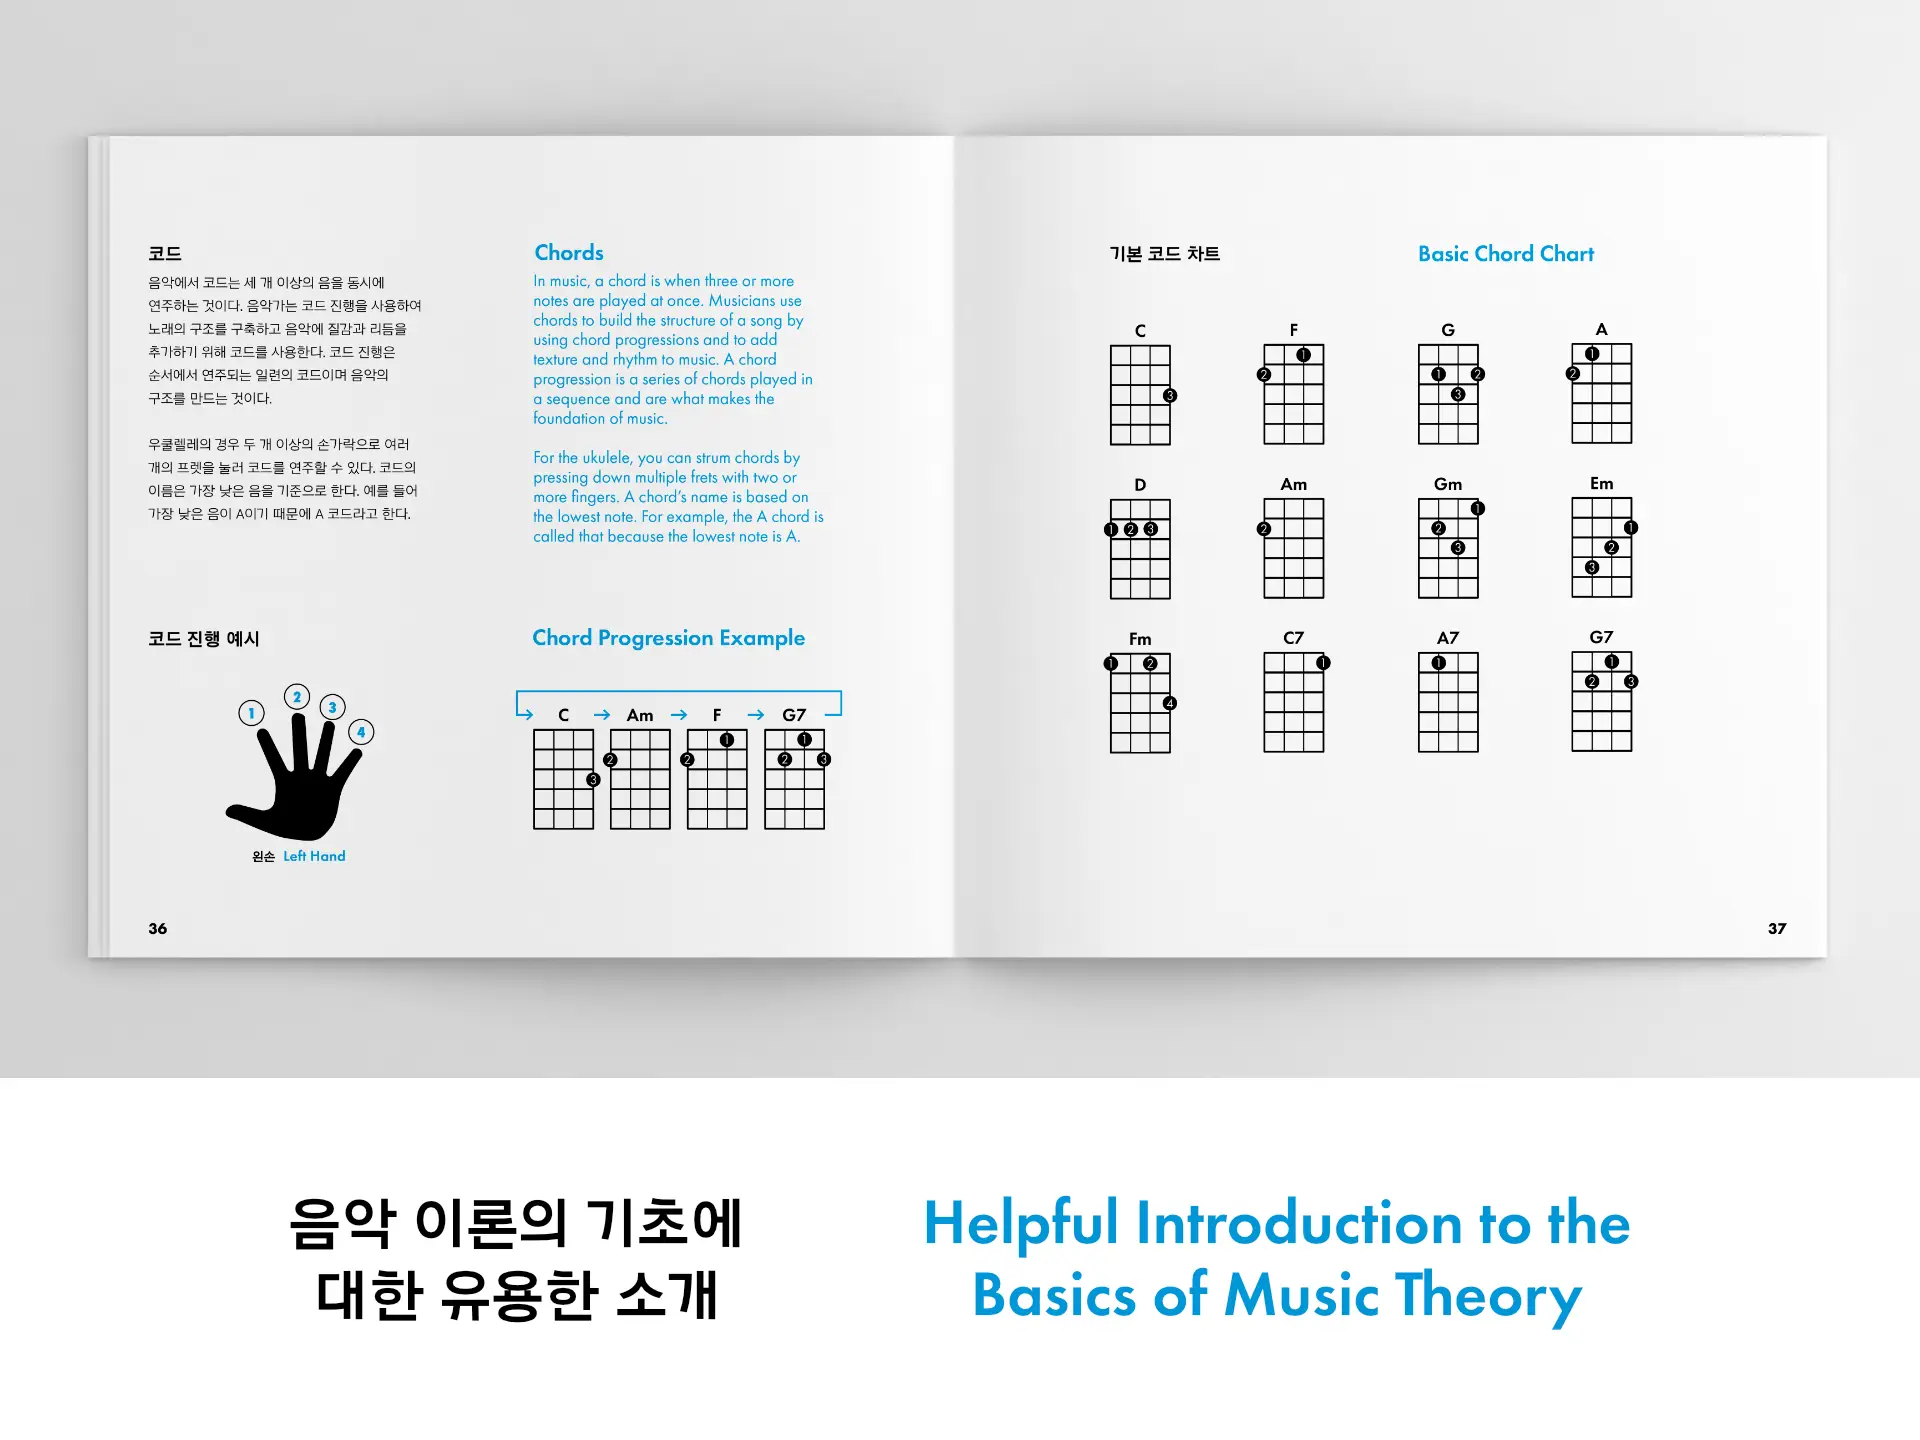 코드
음악에서 코드는 세 개 이상의 음을 동시에
연주하는 것이다. 음악가는 코드 진행을 사용하여
노래의 구조를 구축하고 음악에 질감과 리듬을
추가하기 위해 코드를 사용한다. 코드 진행은
순서에서 연주되는 일련의 코드이며 음악의
구조를 만드는 것이다.
우쿨렐레의 경우 두 개 이상의 손가락으로 여러
개의 프렛을 눌러 코드를 연주할 수 있다. 코드의
이름은 가장 낮은 음을 기준으로 한다. 예를 들어
가장 낮은 음이 A이기 때문에 A 코드라고 한다.
Chords
In music, a chord is when three or more
notes are played at once. Musicians use
chords to build the structure of a song by
using chord progressions and to add
texture and rhythm to music. A chord
progression is a series of chords played in
a sequence and are what makes the
foundation of music.
For the ukulele, you can strum chords by
pressing down multiple frets with two or
more fingers. A chord’s name is based on
the lowest note. For example, the A chord is
called that because the lowest note is A.
코드 진행 예시
1 2 3 4
왼손 Left Hand
Chord Progression Example
C → Am → F → G7
3 2 2 1 2 1 3
36
기본 코드 차트
Basic Chord Chart
C F G A
3 2 1 1 3 2 2 1
D Am Gm Em
1 2 3 2 2 3 1 3 2 1
Fm C7 A7 G7
1 2 4 1 1 2 1 3
37
음악 이론의 기초에
대한 유용한 소개
Helpful Introduction to the
Basics of Music Theory